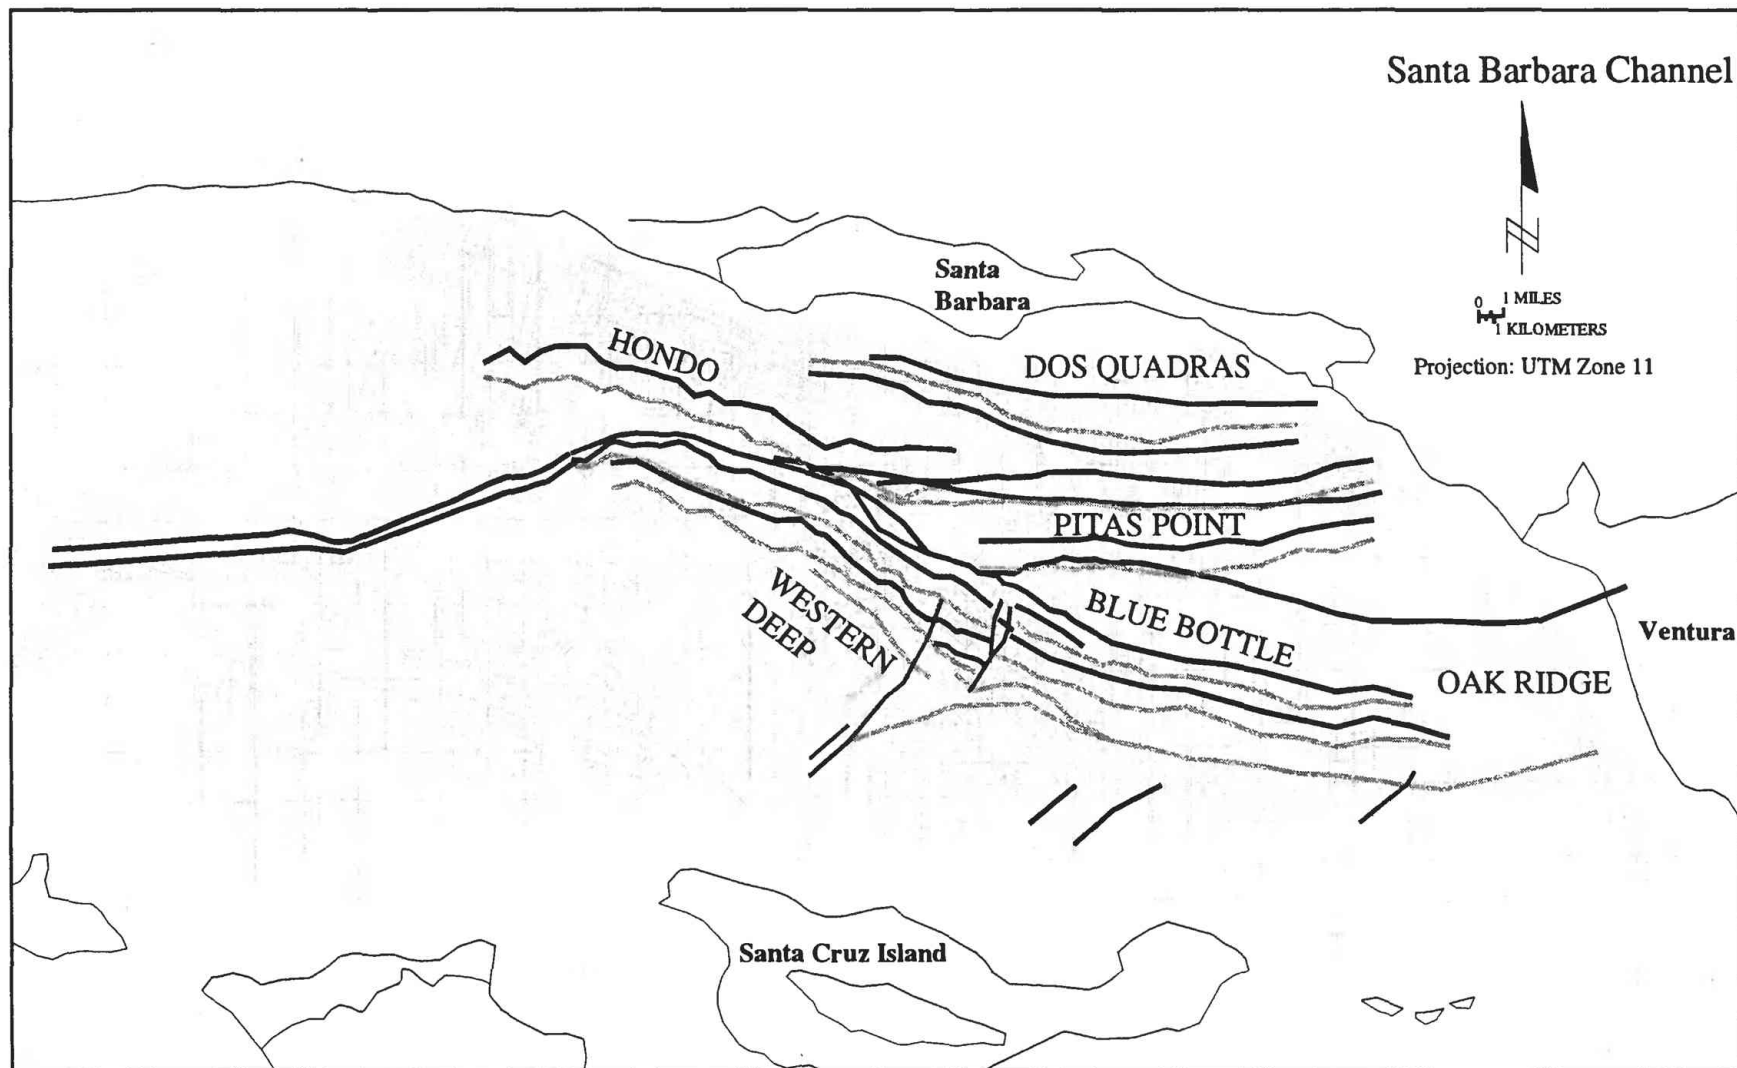 Santa Barbara Channel
N
0 1 MILES
1 KILOMETERS
Projection: UTM Zone 11
Santa
Barbara
HONDO
DOS QUADRAS
PITAS POINT
WESTERN
DEEP
BLUE BOTTLE
Ventura
OAK RIDGE
Santa Cruz Island